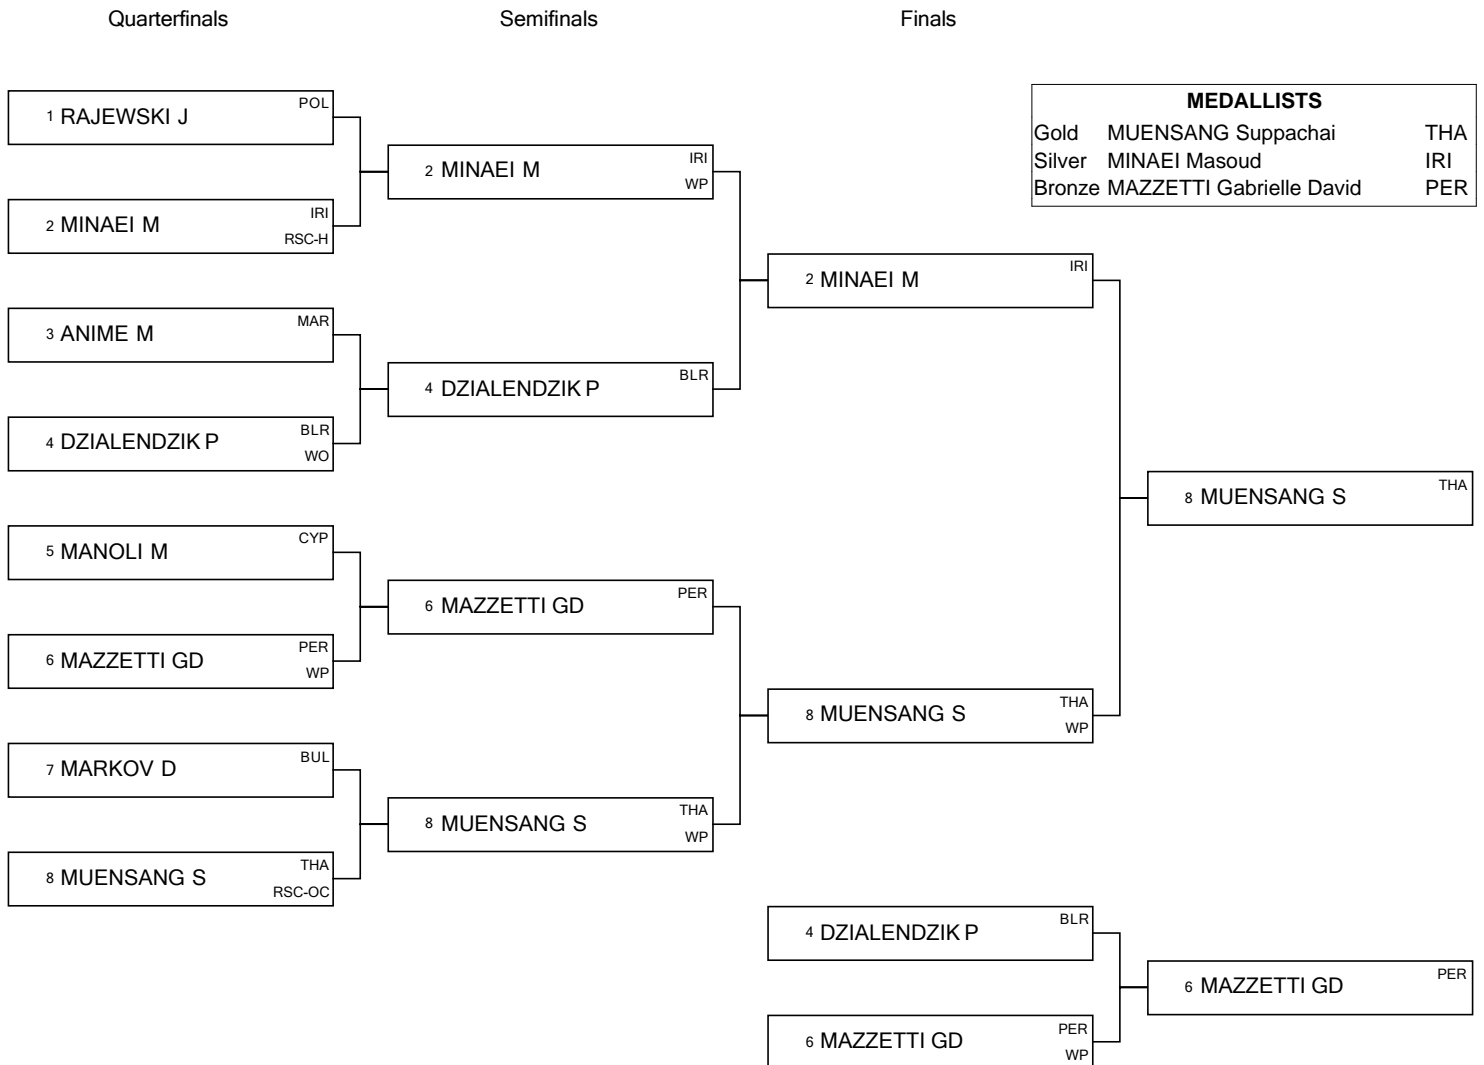 Quarterfinals Semifinals Finals
1 RAJEWSKI J POL
2 MINAEI M IRI
RSC-H
3 ANIME M MAR
4 DZIALENDZIK P BLR
WO
5 MANOLI M CYP
6 MAZZETTI GD PER
WP
7 MARKOV D BUL
8 MUENSANG S THA
RSC-OC
2 MINAEI M IRI
WP
4 DZIALENDZIK P BLR
6 MAZZETTI GD PER
8 MUENSANG S THA
WP
2 MINAEI M IRI
8 MUENSANG S THA
WP
4 DZIALENDZIK P BLR
6 MAZZETTI GD PER
WP
MEDALLISTS
Gold MUENSANG Suppachai THA
Silver MINAEI Masoud IRI
Bronze MAZZETTI Gabrielle David PER
8 MUENSANG S THA
6 MAZZETTI GD PER